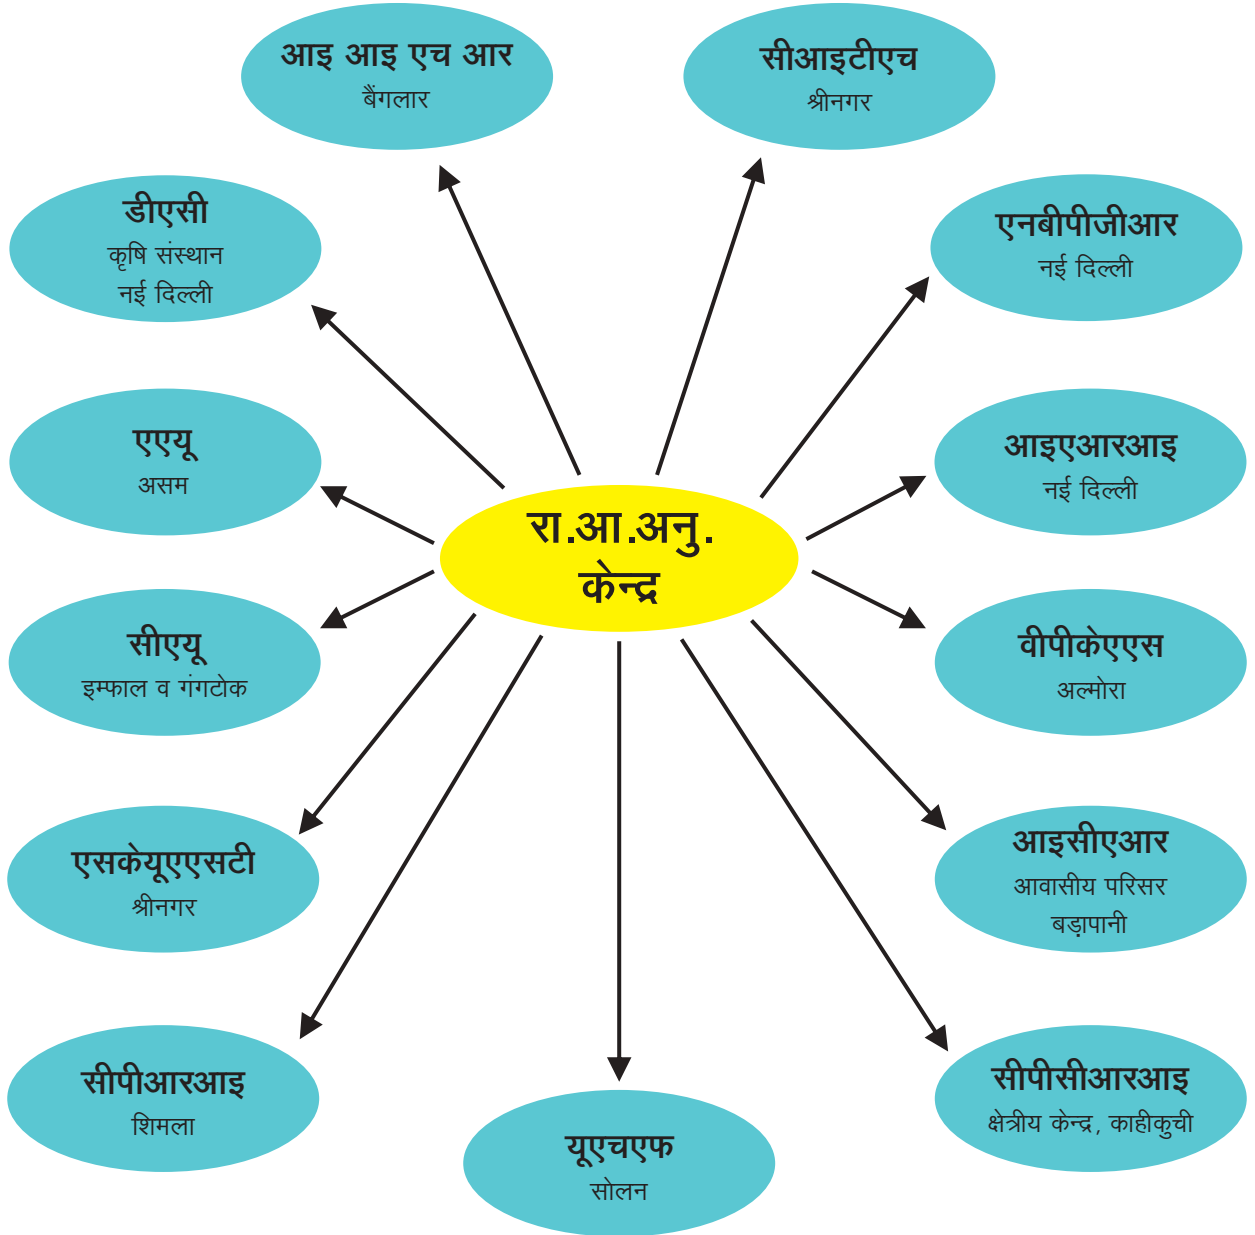 आइ आइ एच आर
बैंगलार
सीआइटीएच
श्रीनगर
डीएसी
कृषि संस्थान
नई दिल्ली
एनबीपीजीआर
नई दिल्ली
एएयू
असम
आइएआरआइ
नई दिल्ली
रा.आ.अनु.
केन्द्र
सीएयू
इम्फाल व गंगटोक
वीपीकेएएस
अल्मोरा
एसकेयूएएसटी
श्रीनगर
आइसीएआर
आवासीय परिसर
बड़ापानी
सीपीआरआइ
शिमला
सीपीसीआरआइ
क्षेत्रीय केन्द्र, काहीकुची
यूएचएफ
सोलन